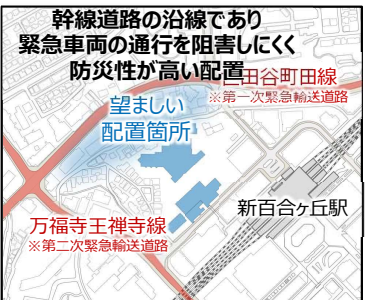 幹線道路の沿線であり
緊急車両の通行を阻害しにくく
防災性が高い配置
世田谷町田線
※第一次緊急輸送道路
望ましい
配置箇所
新百合ヶ丘駅
万福寺王禅寺線
※第二次緊急輸送道路